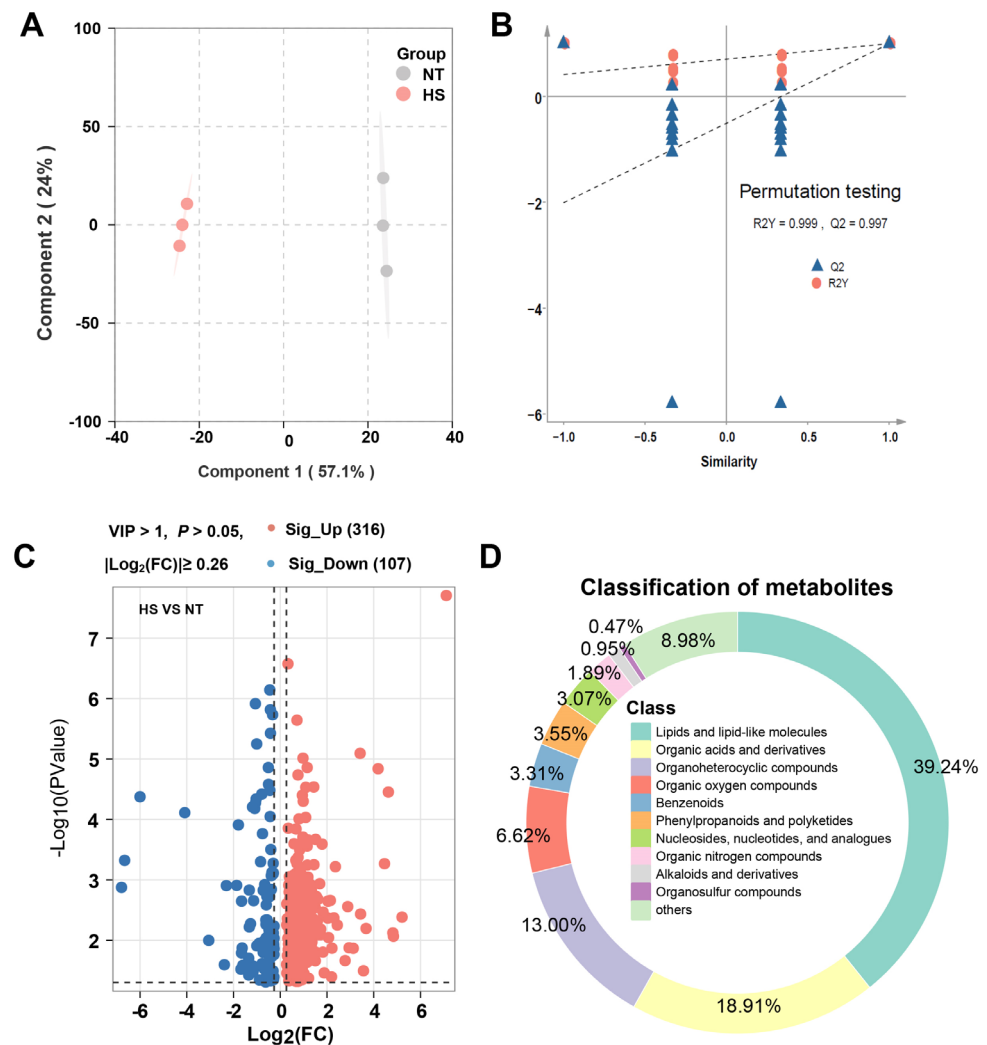 A
100
50
0
-50
-100
-40
-20
0
20
40
Component 2 ( 24% )
Component 1 ( 57.1% )
Group
NT
HS
B
0
−2
−4
−6
−1.0
−0.5
0.0
0.5
1.0
Similarity
Permutation testing
R2Y = 0.999 , Q2 = 0.997
Q2
R2Y
C
VIP > 1, P > 0.05,
|Log2(FC)|≥ 0.26
Sig_Up (316)
Sig_Down (107)
HS VS NT
7
6
5
4
3
2
-6
-4
-2
0
2
4
6
-Log10(PValue)
Log2(FC)
D
Classification of metabolites
0.47%
0.95%
1.89%
3.07%
3.55%
3.31%
6.62%
13.00%
18.91%
39.24%
8.98%
Class
Lipids and lipid-like molecules
Organic acids and derivatives
Organoheterocyclic compounds
Organic oxygen compounds
Benzenoids
Phenylpropanoids and polyketides
Nucleosides, nucleotides, and analogues
Organic nitrogen compounds
Alkaloids and derivatives
Organosulfur compounds
others